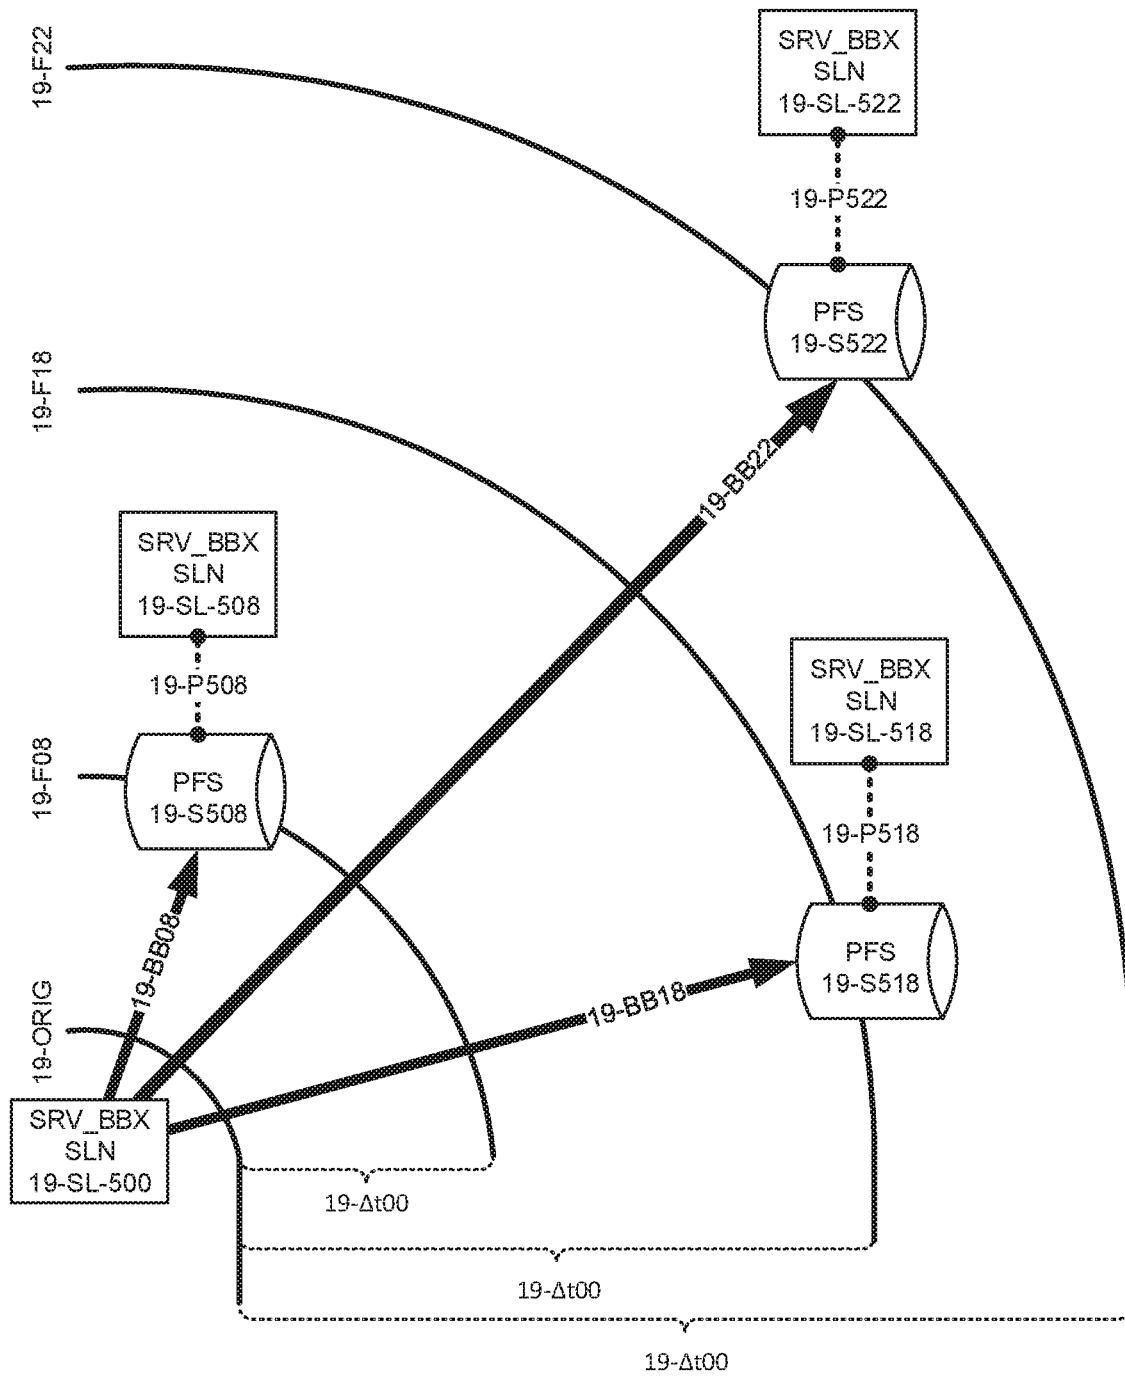 19-F22
SRV_BBX
SLN
19-SL-522
19-P522
PFS
19-S522
19-F18
19-BB22
SRV_BBX
SLN
19-SL-508
19-P508
SRV_BBX
SLN
19-SL-518
19-F08
PFS
19-S508
19-P518
19-BB08
PFS
19-S518
19-BB18
19-ORIG
SRV_BBX
SLN
19-SL-500
19-Δt00
19-Δt00
19-Δt00